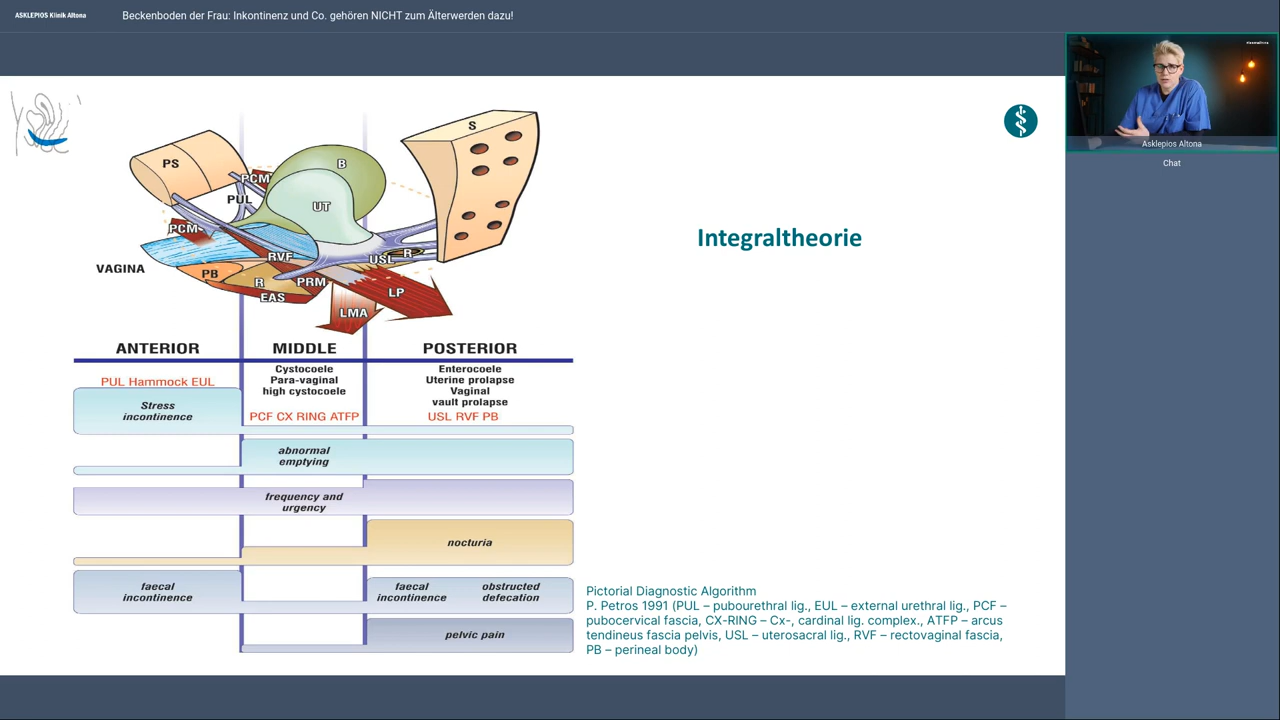 ASKLEPIOS Klinik Altona
Beckenboden der Frau: Inkontinenz und Co. gehören NICHT zum Älterwerden dazu!
Asklepios Altona
Chat
Integraltheorie
PS
PCM
PUL
B
UT
S
PCM
VAGINA
RVF
USL
R
PB
R
PRM
EAS
LP
LMA
ANTERIOR
MIDDLE
POSTERIOR
PUL Hammock EUL
Cystocoele
Para-vaginal
high cystocoele
PCF CX RING ATFP
Enterocoele
Uterine prolapse
Vaginal
vault prolapse
USL RVF PB
Stress
incontinence
abnormal
emptying
frequency and
urgency
nocturia
faecal
incontinence
faecal
incontinence
obstructed
defecation
pelvic pain
Pictorial Diagnostic Algorithm
P. Petros 1991 (PUL – pubourethral lig., EUL – external urethral lig., PCF –
pubocervical fascia, CX-RING – Cx-, cardinal lig. complex., ATFP – arcus
tendineus fascia pelvis, USL – uterosacral lig., RVF – rectovaginal fascia,
PB – perineal body)